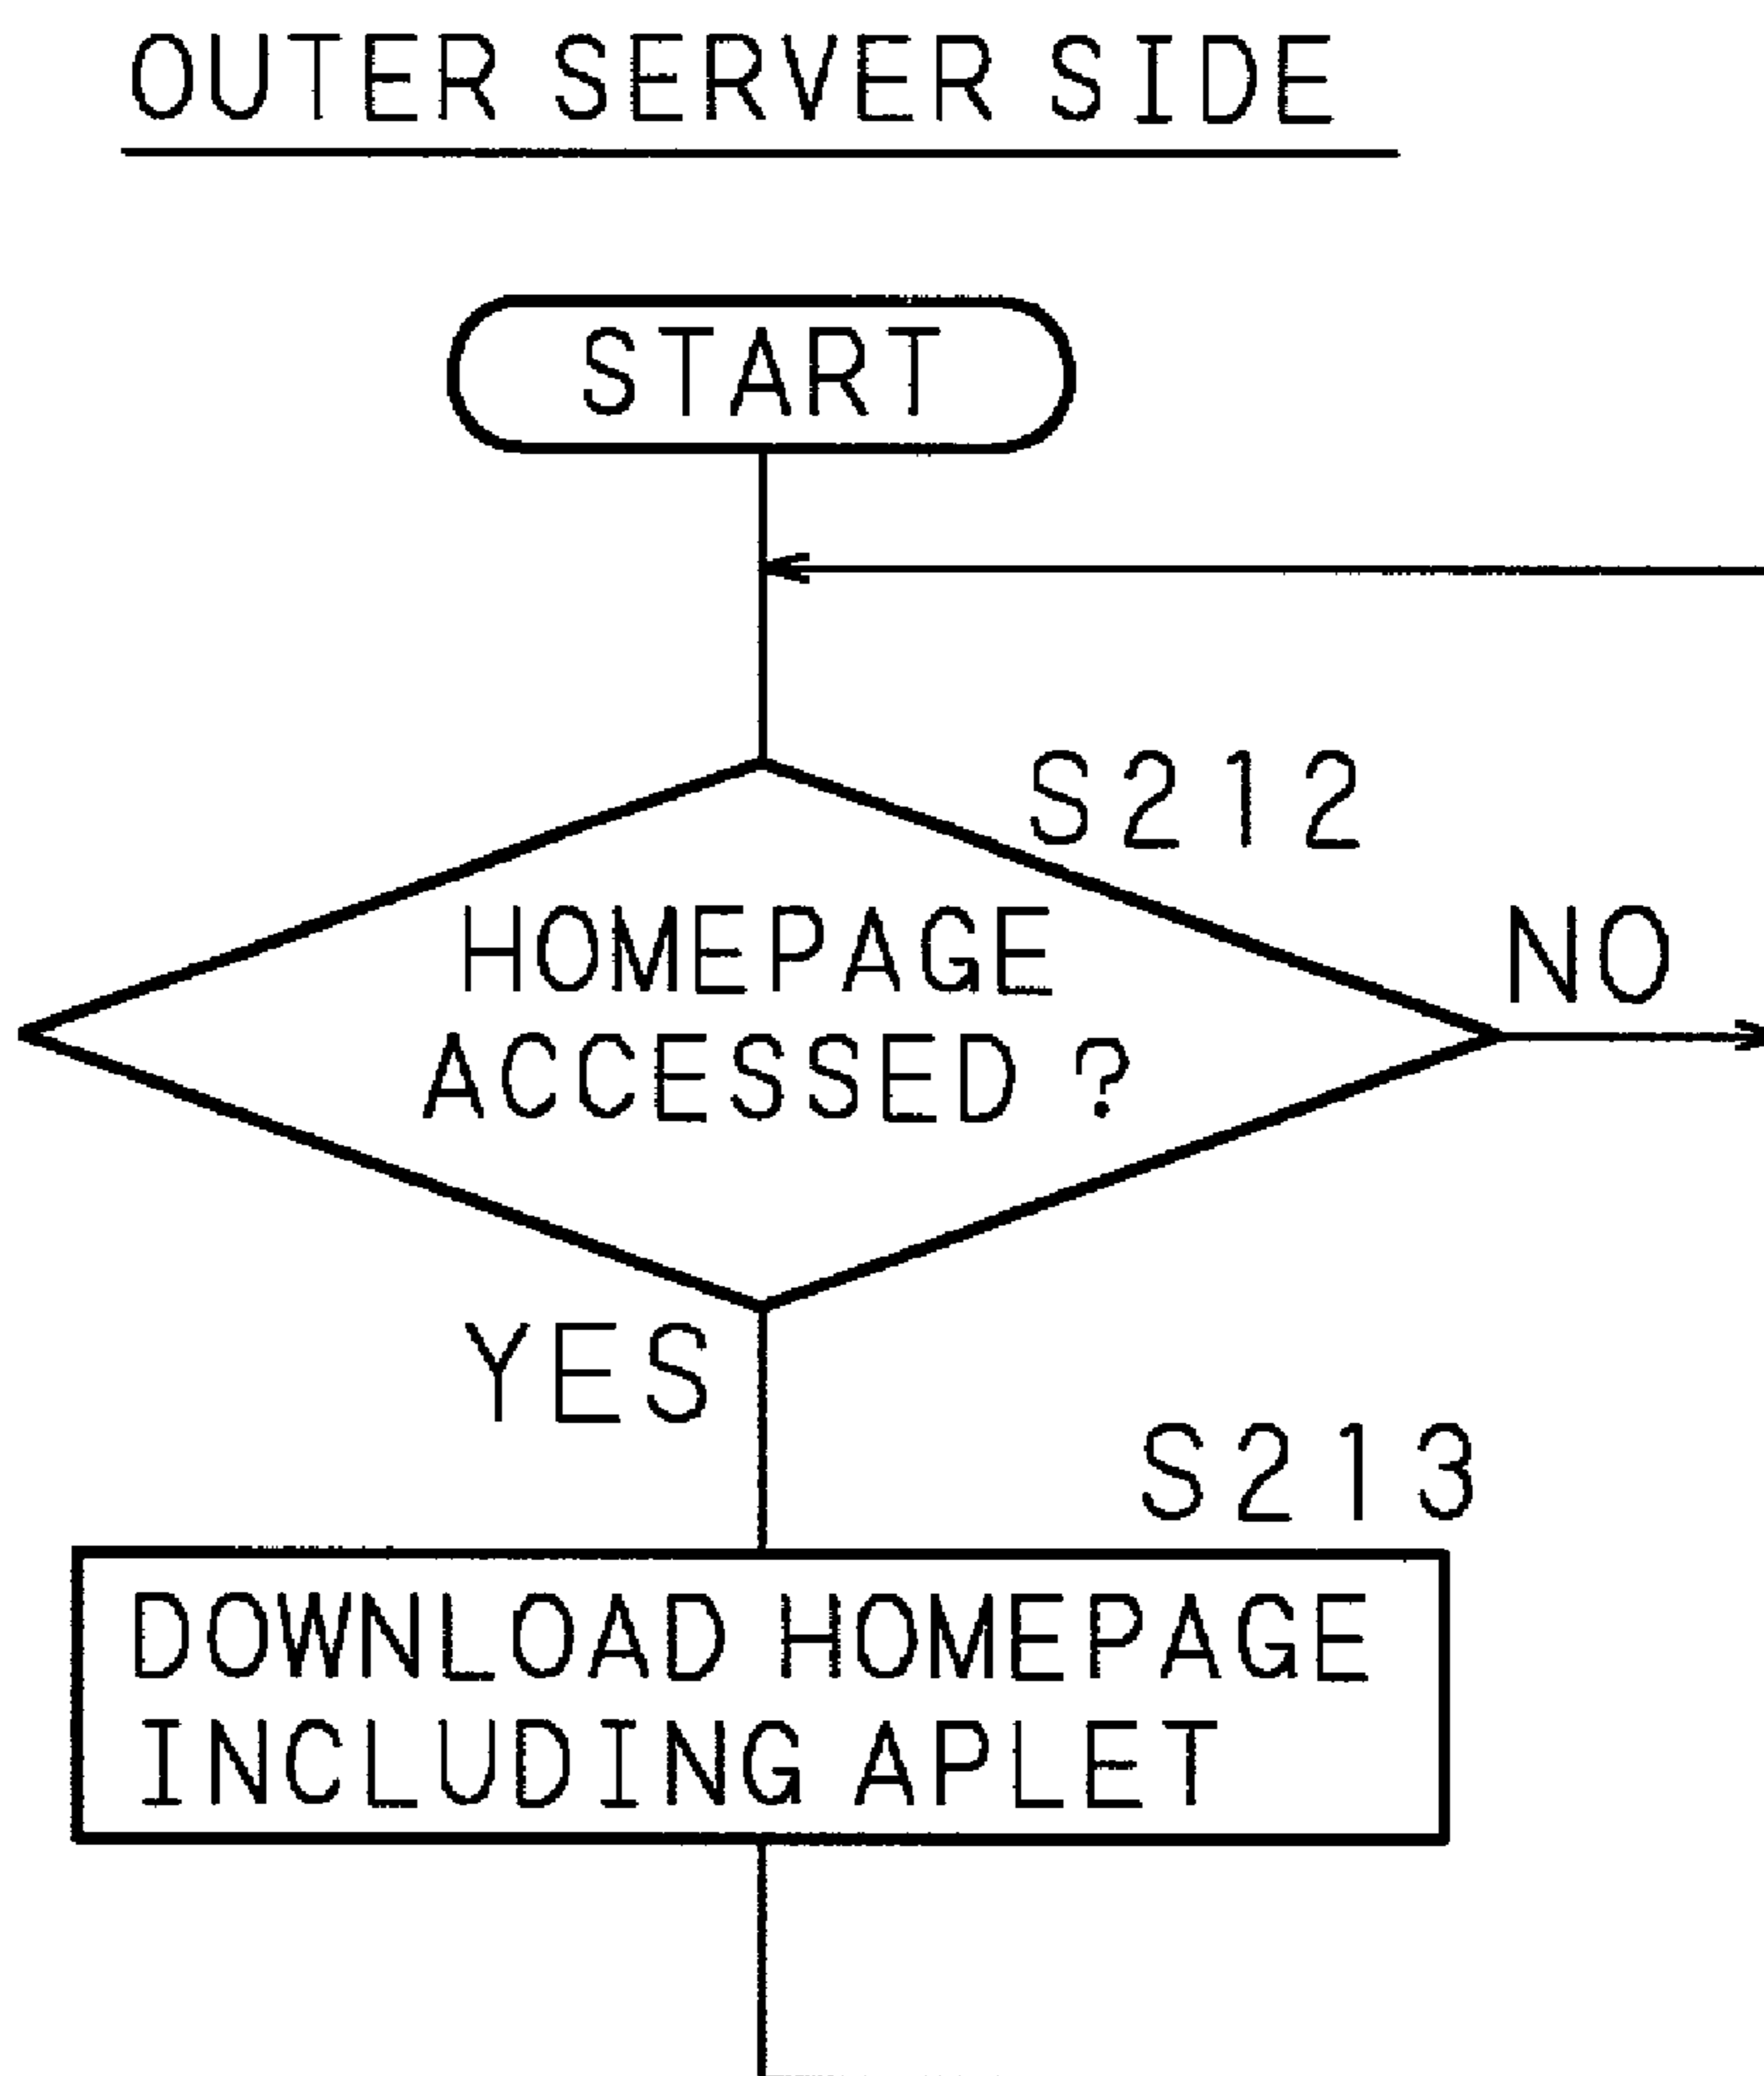 OUTER SERVER SIDE
START
S212
HOMEPAGE
ACCESSED ?
NO
YES
S213
DOWNLOAD HOMEPAGE
INCLUDING APLET